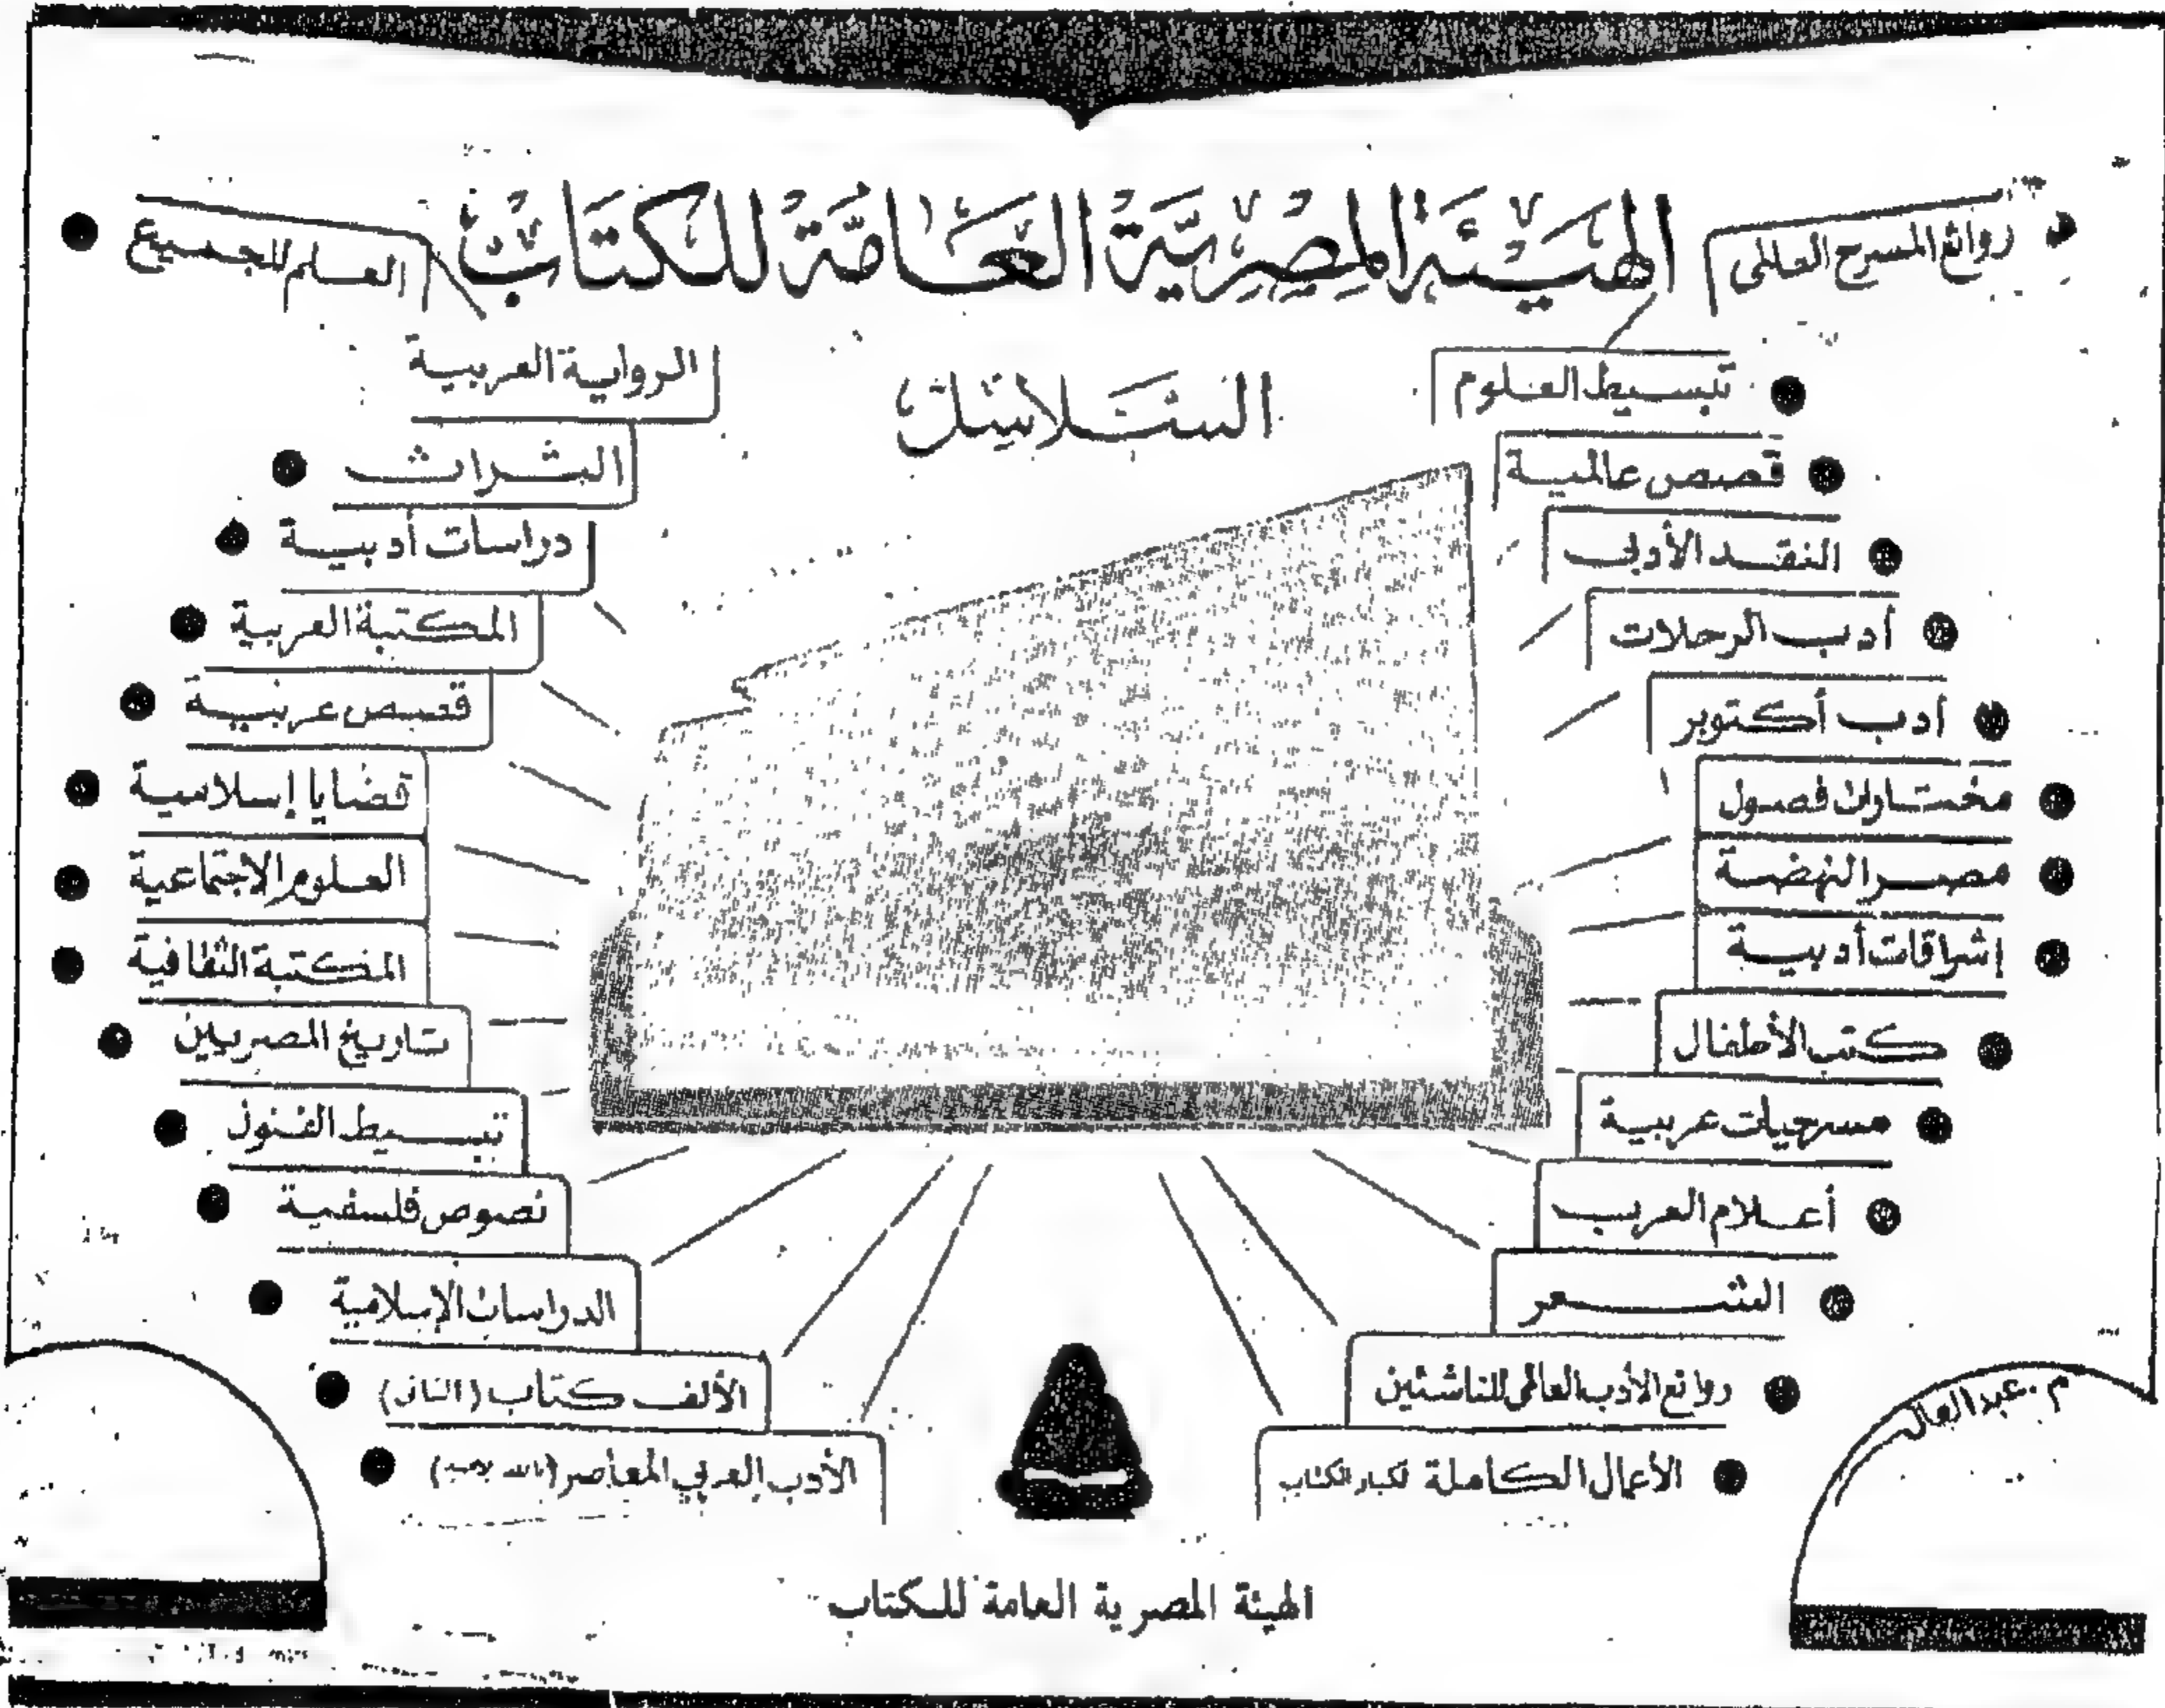 الهيئة المصرية العامة للكتاب
السلاسل
روائع المسرح العالمى
تبسيط العلوم
قصص عالمية
النقد الأدبى
أدب الرحلات
أدب أكتوبر
مختارات فصول
مصر النهضة
إشراقات أدبية
كتب الأطفال
مسرحيات عربية
أعلام العرب
الشعر
روائع الأدب العالمى للناشئين
الأعمال الكاملة لكبار الكتاب
العلم للجميع
الرواية العربية
التراث
دراسات أدبية
المكتبة العربية
قصص عربية
قضايا إسلامية
العلوم الاجتماعية
المكتبة الثقافية
تاريخ المصريين
تبسيط الفنون
نصوص فلسفية
الدراسات الإسلامية
الألف كتاب (الثانى)
الأدب العربي المعاصر
م. عبدالعال
الهيئة المصرية العامة للكتاب